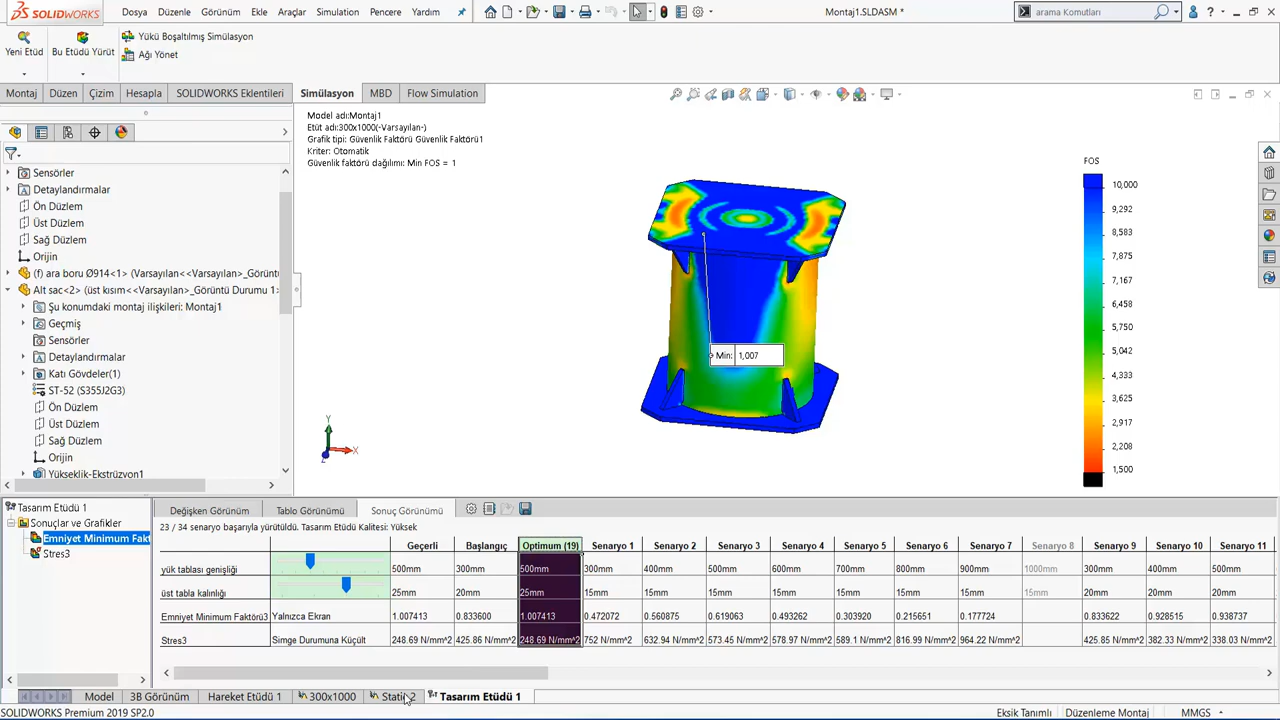 SOLIDWORKS Dosya Düzenle Görünüm Ekle Araçlar Simulation Pencere Yardım Montaj1.SLDASM * arama Komutları
Yeni Etüd
Bu Etüdü Yürüt
Yükü Boşaltılmış Simülasyon
Ağı Yönet
Montaj Düzen Çizim Hesapla SOLIDWORKS Eklentileri Simülasyon MBD Flow Simulation
Model adı:Montaj1
Etüt adı:300x1000(-Varsayılan-)
Grafik tipi: Güvenlik Faktörü Güvenlik Faktörü1
Kriter: Otomatik
Güvenlik faktörü dağılımı: Min FOS = 1
Sensörler
Detaylandırmalar
Ön Düzlem
Üst Düzlem
Sağ Düzlem
Orijin
(f) ara boru Ø914<1> (Varsayılan<<Varsayılan>_Görüntü
Alt sac<2> (üst kısım<<Varsayılan>_Görüntü Durumu 1>
Şu konumdaki montaj ilişkileri: Montaj1
Geçmiş
Sensörler
Detaylandırmalar
Katı Gövdeler(1)
ST-52 (S355J2G3)
Ön Düzlem
Üst Düzlem
Sağ Düzlem
Orijin
Yükseklik-Ekstrüzyon1
Min: 1,007
Y
X
Z
FOS
10,000
9,292
8,583
7,875
7,167
6,458
5,750
5,042
4,333
3,625
2,917
2,208
1,500
Tasarım Etüdü 1
Sonuçlar ve Grafikler
Emniyet Minimum Fakt
Stres3
Değişken Görünüm Tablo Görünümü Sonuç Görünümü
23 / 34 senaryo başarıyla yürütüldü. Tasarım Etüdü Kalitesi: Yüksek
Geçerli Başlangıç Optimum (19) Senaryo 1 Senaryo 2 Senaryo 3 Senaryo 4 Senaryo 5 Senaryo 6 Senaryo 7 Senaryo 8 Senaryo 9 Senaryo 10 Senaryo 11
yük tablası genişliği 500mm 300mm 500mm 300mm 400mm 500mm 600mm 700mm 800mm 900mm 1000mm 300mm 400mm 500mm
üst tabla kalınlığı 25mm 20mm 25mm 15mm 15mm 15mm 15mm 15mm 15mm 15mm 15mm 20mm 20mm 20mm
Emniyet Minimum Faktörü3 Yalnızca Ekran 1.007413 0.833600 1.007413 0.472072 0.560875 0.619063 0.493262 0.303920 0.215651 0.177724 0.833622 0.928515 0.936737
Stres3 Simge Durumuna Küçült 248.69 N/mm^2 425.86 N/mm^2 248.69 N/mm^2 752 N/mm^2 632.94 N/mm^2 573.45 N/mm^2 578.97 N/mm^2 589.1 N/mm^2 816.99 N/mm^2 964.22 N/mm^2 425.85 N/mm^2 382.33 N/mm^2 338.03 N/mm^2
Model 3B Görünüm Hareket Etüdü 1 300x1000 Static 2 Tasarım Etüdü 1
SOLIDWORKS Premium 2019 SP2.0 Eksik Tanımlı Düzenleme Montaj MMGS